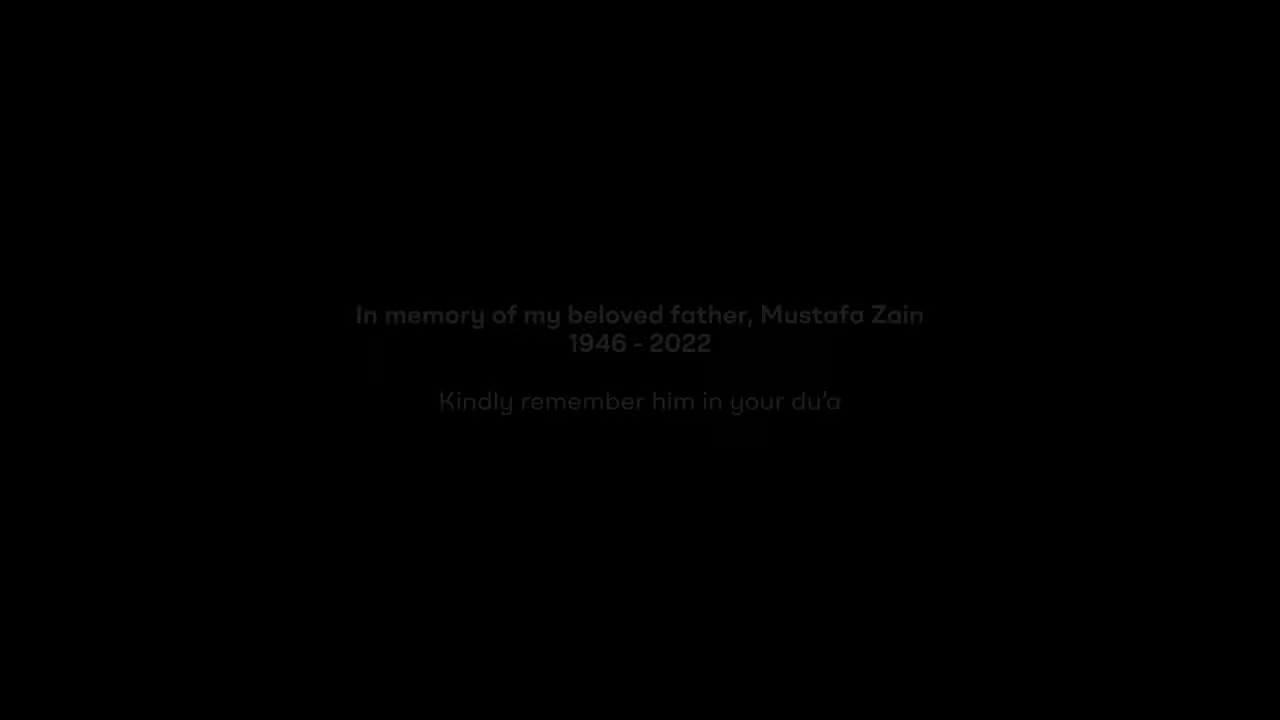 In memory of my beloved father, Mustafa Zain
1946 - 2022
Kindly remember him in your du'a